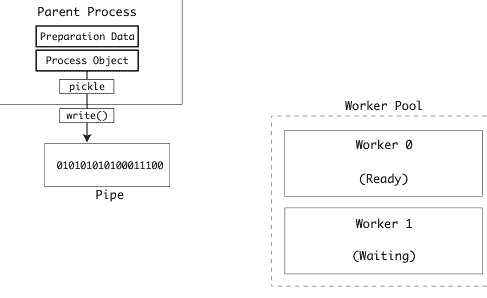 Parent Process
Preparation Data
Process Object
pickle
write()
010101010100011100
Pipe
Worker Pool
Worker 0
(Ready)
Worker 1
(Waiting)